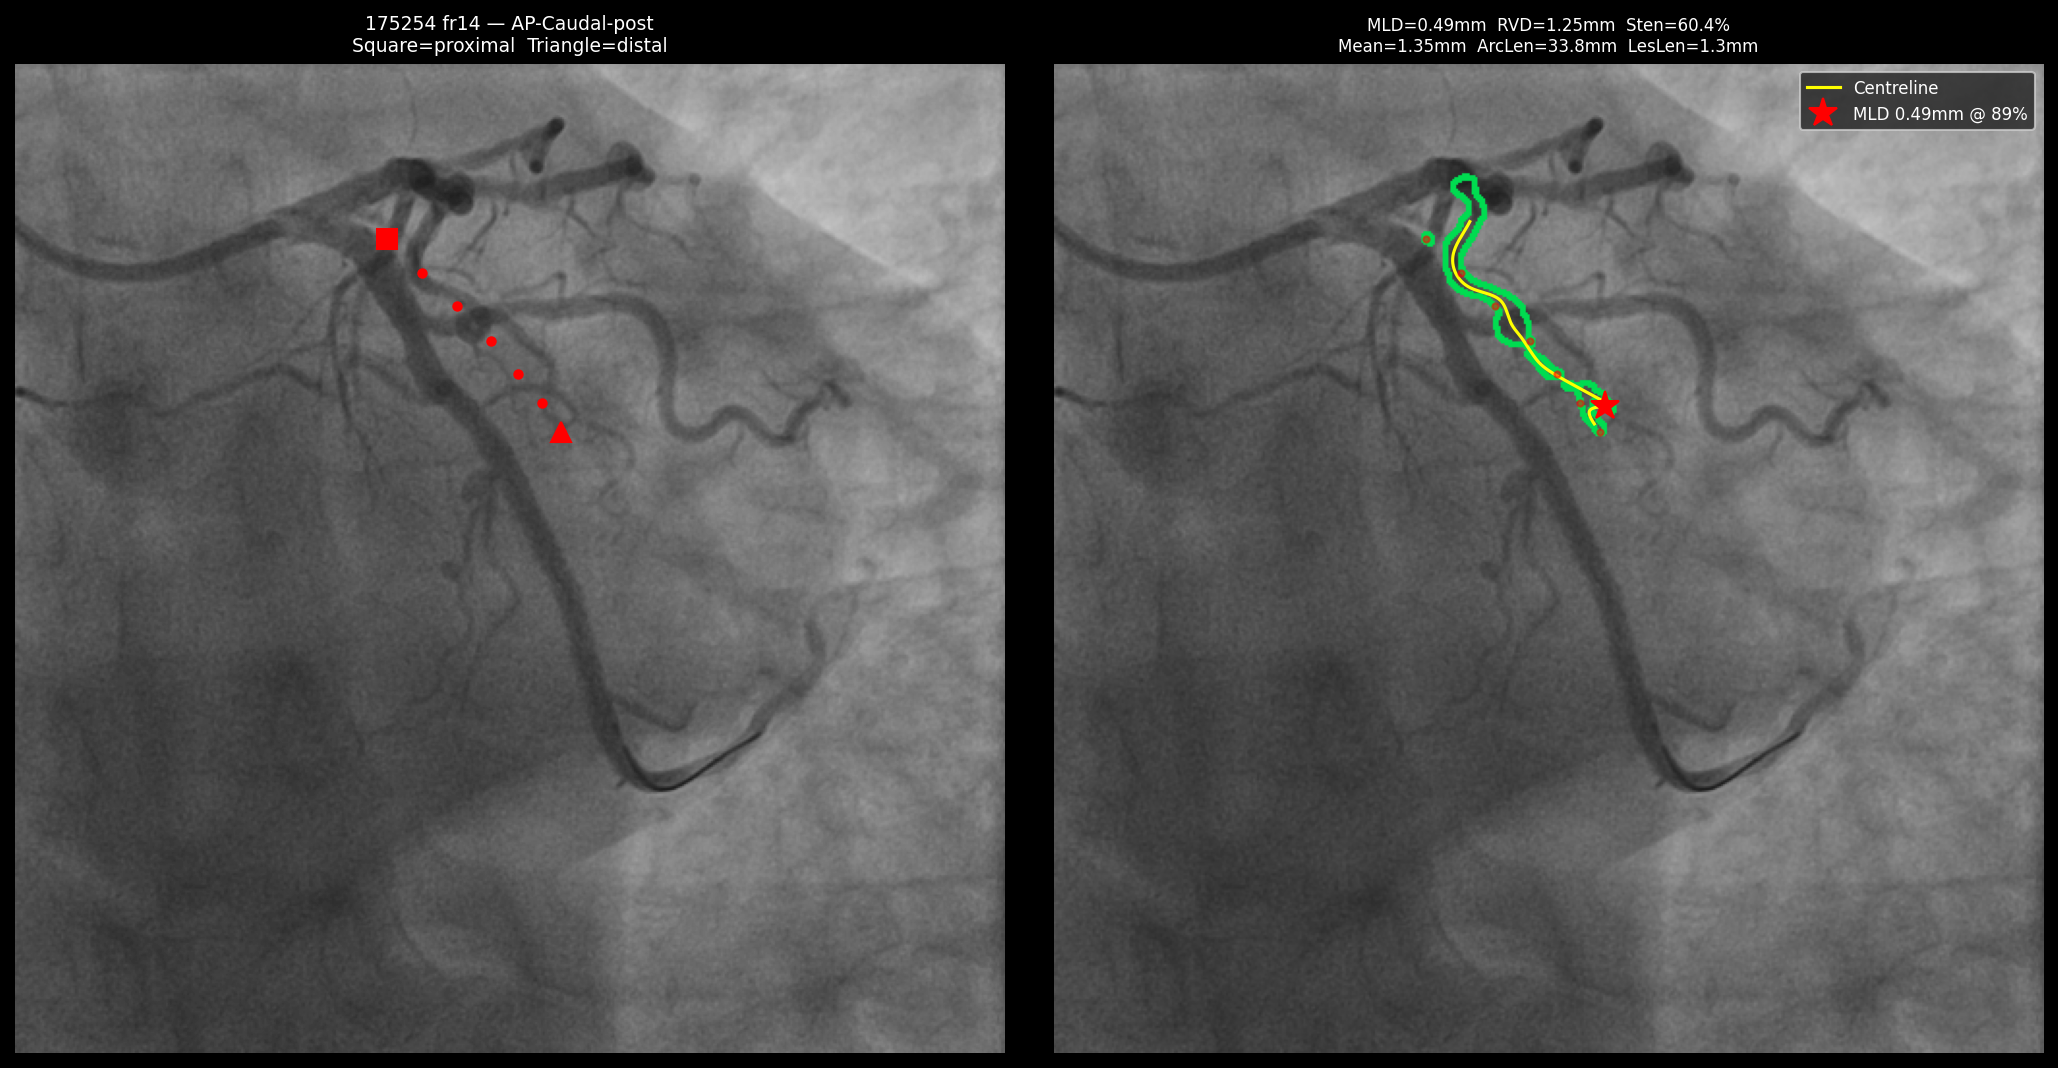 175254 fr14 — AP-Caudal-post
Square=proximal  Triangle=distal
MLD=0.49mm  RVD=1.25mm  Sten=60.4%
Mean=1.35mm  ArcLen=33.8mm  LesLen=1.3mm
Centreline
MLD 0.49mm @ 89%